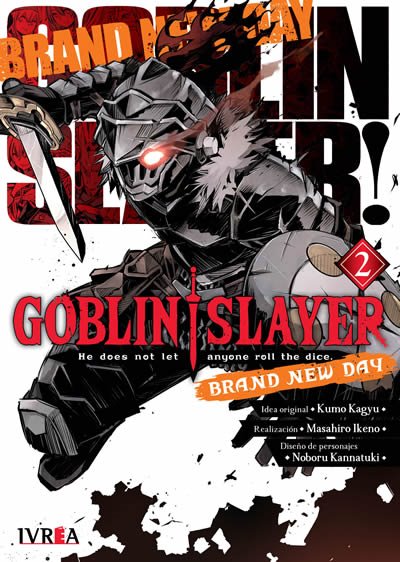 BRAND NEW DAY
GOBLIN
SLAYER!
2
GOBLIN SLAYER
He does not let anyone roll the dice.
BRAND NEW DAY
Idea original • Kumo Kagyu
Realización • Masahiro Ikeno
Diseño de personajes
• Noboru Kannatuki
IVREA